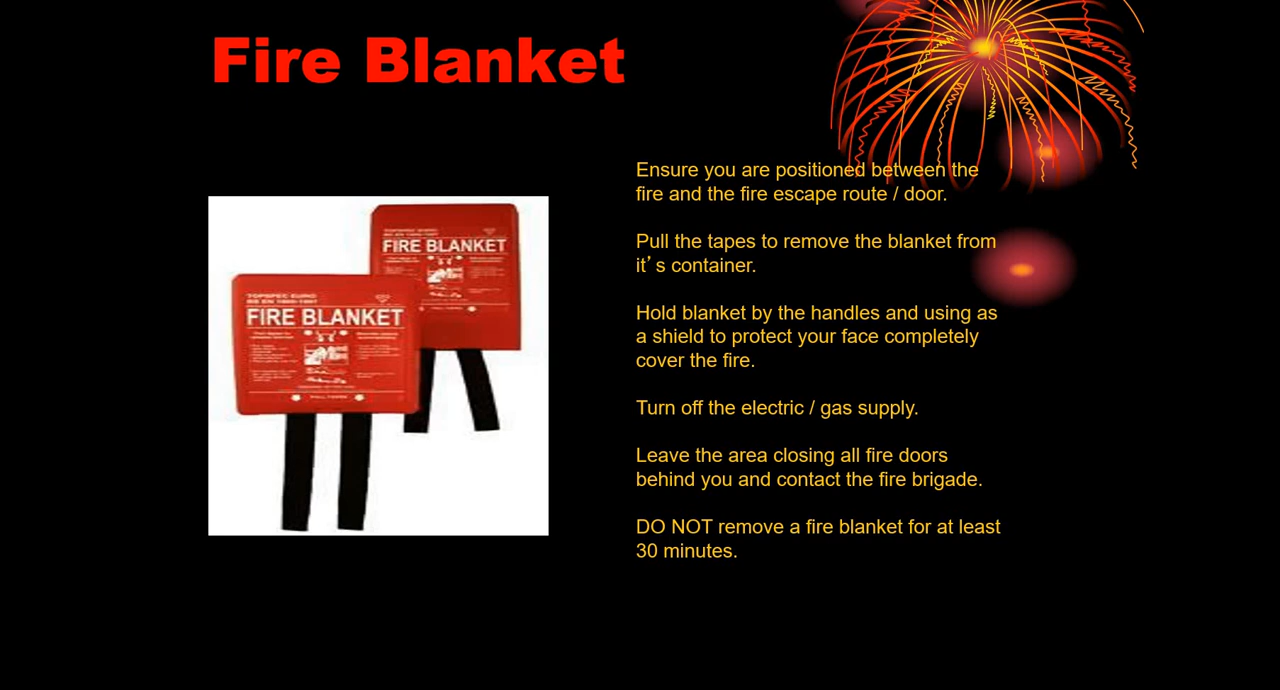 Fire Blanket
Ensure you are positioned between the
fire and the fire escape route / door.
Pull the tapes to remove the blanket from
it’s container.
Hold blanket by the handles and using as
a shield to protect your face completely
cover the fire.
Turn off the electric / gas supply.
Leave the area closing all fire doors
behind you and contact the fire brigade.
DO NOT remove a fire blanket for at least
30 minutes.
FIRE BLANKET
FIRE BLANKET